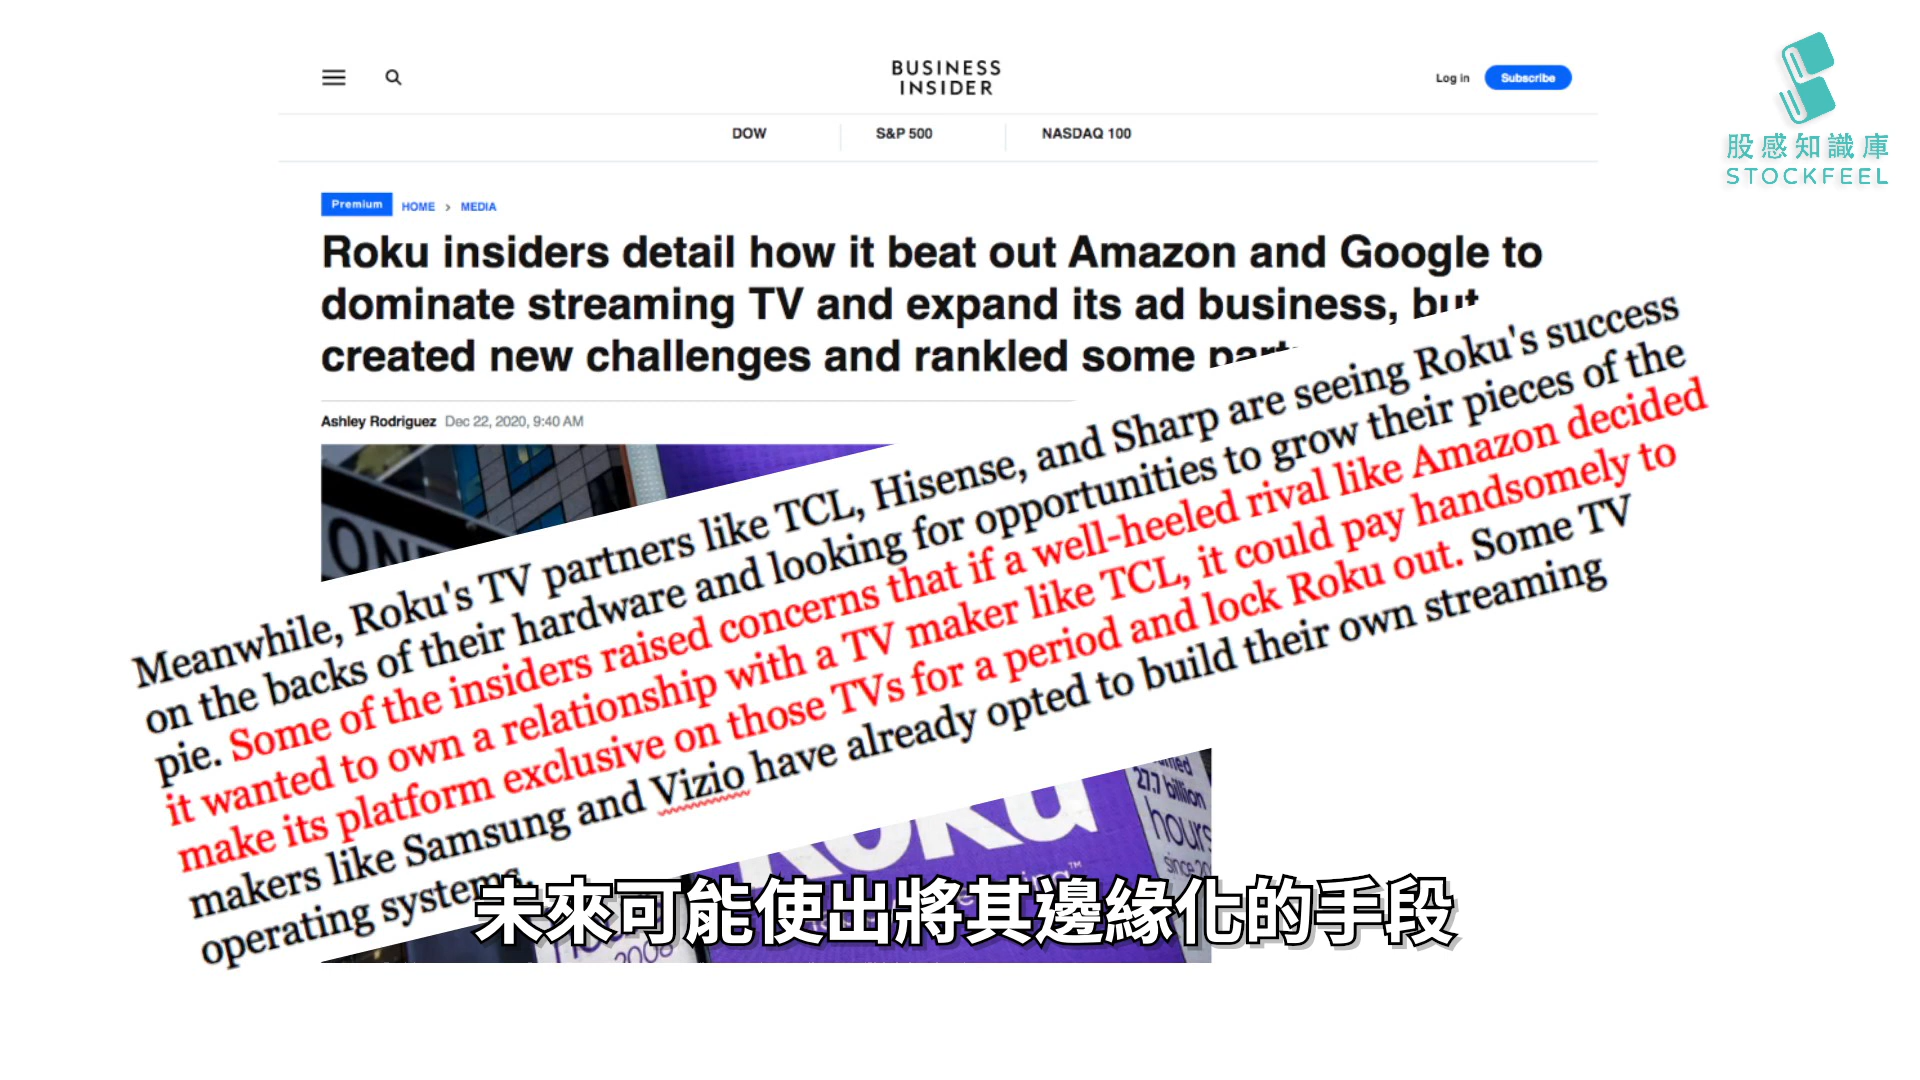 BUSINESS
INSIDER
Log in
Subscribe
DOW
S&P 500
NASDAQ 100
股感知識庫
STOCKFEEL
Premium
HOME > MEDIA
Roku insiders detail how it beat out Amazon and Google to
dominate streaming TV and expand its ad business, but
created new challenges and rankled some
Ashley Rodriguez Dec 22, 2020, 9:40 AM
Meanwhile, Roku's TV partners like TCL, Hisense, and Sharp are seeing Roku's success
on the backs of their hardware and looking for opportunities to grow their pieces of the
pie. Some of the insiders raised concerns that if a well-heeled rival like Amazon decided
it wanted to own a relationship with a TV maker like TCL, it could pay handsomely to
make its platform exclusive on those TVs for a period and lock Roku out. Some TV
makers like Samsung and Vizio have already opted to build their own streaming
operating systems.
27.7 billion
hours
Roku
2008
未來可能使出將其邊緣化的手段